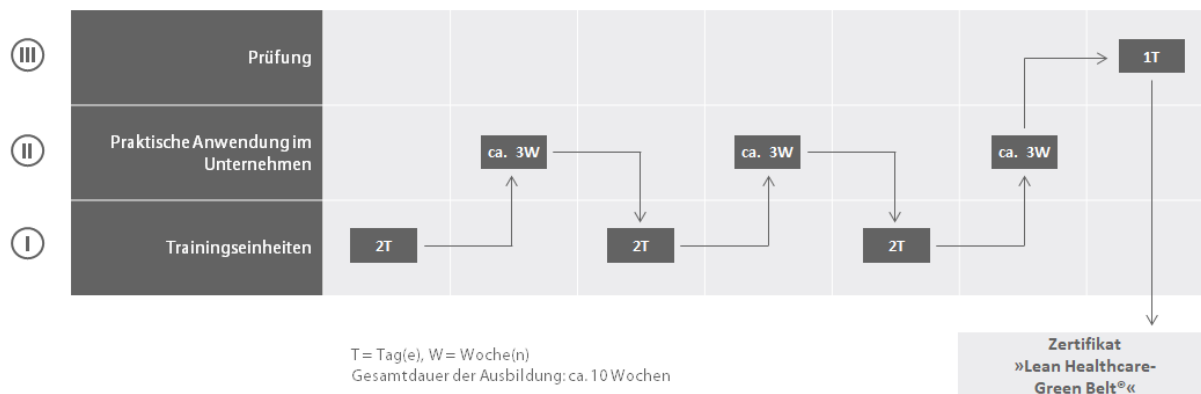 III
Prüfung
1T
II
Praktische Anwendung im
Unternehmen
ca. 3W
ca. 3W
ca. 3W
I
Trainingseinheiten
2T
2T
2T
T = Tag(e), W = Woche(n)
Gesamtdauer der Ausbildung: ca. 10 Wochen
Zertifikat
»Lean Healthcare-
Green Belt®«